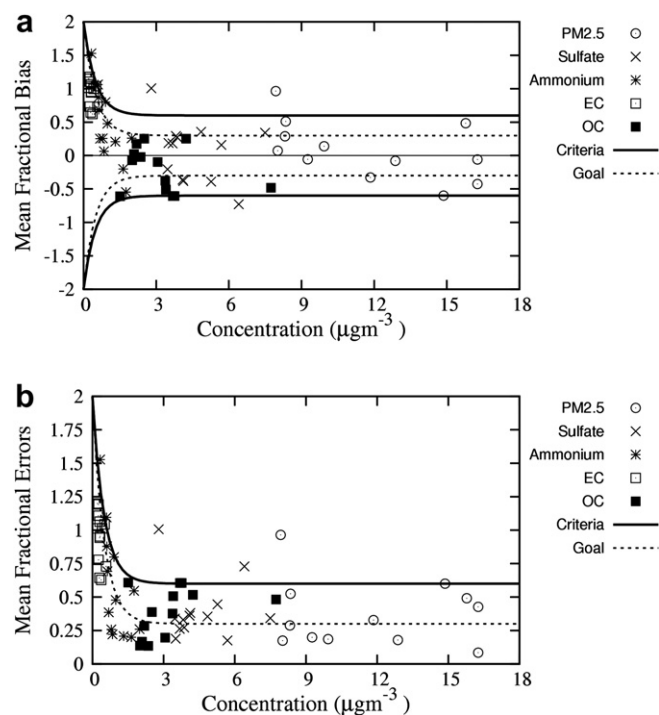 a
2
1.5
1
0.5
0
-0.5
-1
-1.5
-2
Mean Fractional Bias
0 3 6 9 12 15 18
Concentration (μgm-3 )
PM2.5
Sulfate
Ammonium
EC
OC
Criteria
Goal
b
2
1.75
1.5
1.25
1
0.75
0.5
0.25
0
Mean Fractional Errors
0 3 6 9 12 15 18
Concentration (μgm-3 )
PM2.5
Sulfate
Ammonium
EC
OC
Criteria
Goal